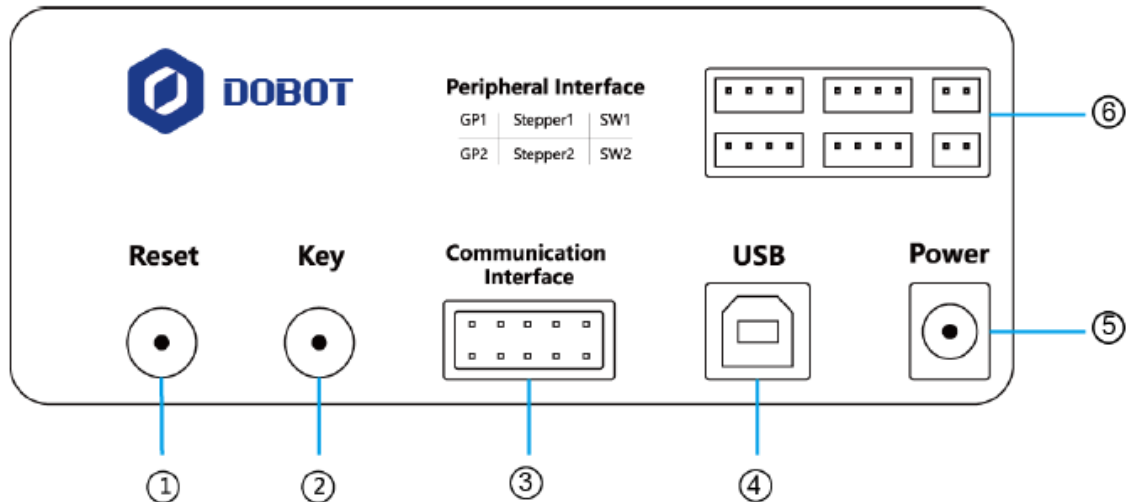 DOBOT
Peripheral Interface
GP1 Stepper1 SW1
GP2 Stepper2 SW2
⑥
Reset
Key
Communication
Interface
USB
Power
⑤
①
②
③
④